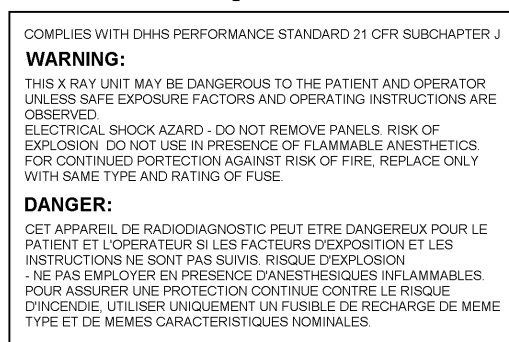 COMPLIES WITH DHHS PERFORMANCE STANDARD 21 CFR SUBCHAPTER J
WARNING:
THIS X RAY UNIT MAY BE DANGEROUS TO THE PATIENT AND OPERATOR
UNLESS SAFE EXPOSURE FACTORS AND OPERATING INSTRUCTIONS ARE
OBSERVED.
ELECTRICAL SHOCK AZARD - DO NOT REMOVE PANELS. RISK OF
EXPLOSION DO NOT USE IN PRESENCE OF FLAMMABLE ANESTHETICS.
FOR CONTINUED PORTECTION AGAINST RISK OF FIRE, REPLACE ONLY
WITH SAME TYPE AND RATING OF FUSE.
DANGER:
CET APPAREIL DE RADIODIAGNOSTIC PEUT ETRE DANGEREUX POUR LE
PATIENT ET L'OPERATEUR SI LES FACTEURS D'EXPOSITION ET LES
INSTRUCTIONS NE SONT PAS SUIVIS. RISQUE D'EXPLOSION
- NE PAS EMPLOYER EN PRESENCE D'ANESTHESIQUES INFLAMMABLES.
POUR ASSURER UNE PROTECTION CONTINUE CONTRE LE RISQUE
D'INCENDIE, UTILISER UNIQUEMENT UN FUSIBLE DE RECHARGE DE MEME
TYPE ET DE MEMES CARACTERISTIQUES NOMINALES.